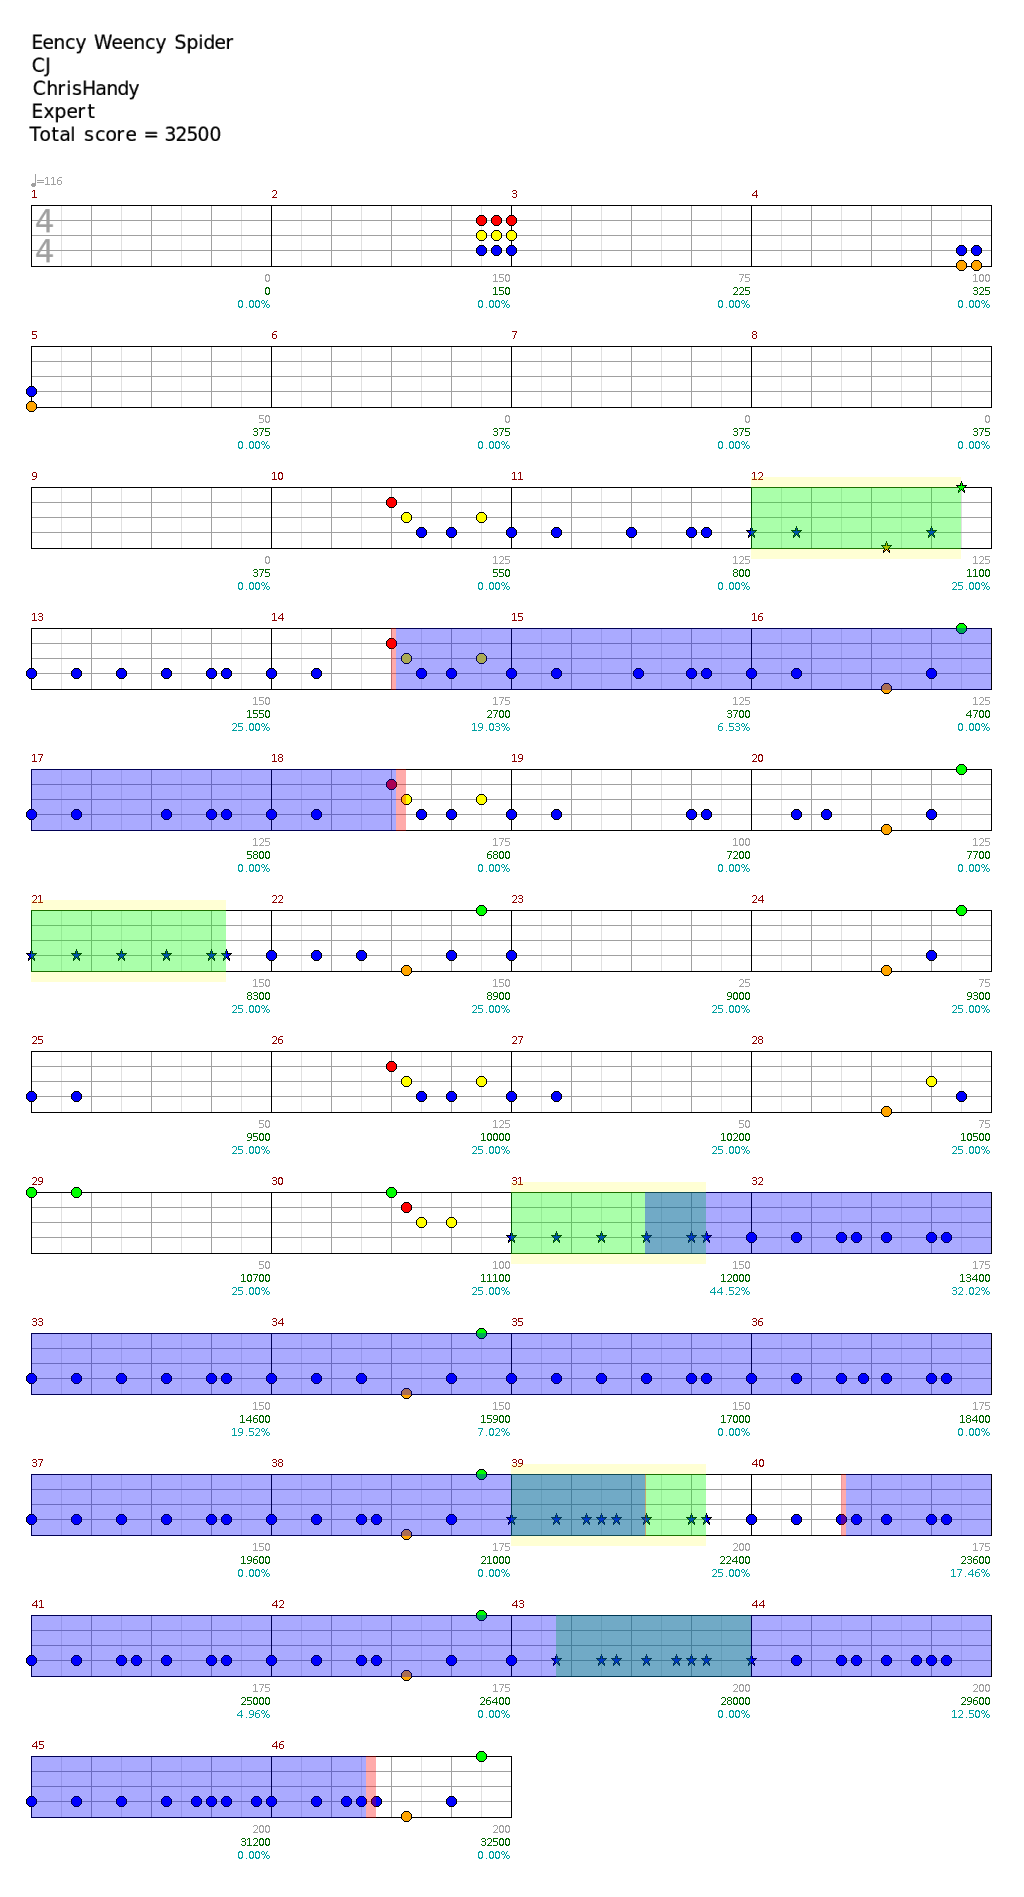 Eency Weency Spider
CJ
ChrisHandy
Expert
Total score = 32500
♩=116
1 2 3 4
4
4
0 150 75 100
0 150 225 325
0.00% 0.00% 0.00% 0.00%
5 6 7 8
50 0 0 0
375 375 375 375
0.00% 0.00% 0.00% 0.00%
9 10 11 12
0 125 125 125
375 550 800 1100
0.00% 0.00% 0.00% 25.00%
13 14 15 16
150 175 125 125
1550 2700 3700 4700
25.00% 19.03% 6.53% 0.00%
17 18 19 20
125 175 100 125
5800 6800 7200 7700
0.00% 0.00% 0.00% 0.00%
21 22 23 24
150 150 25 75
8300 8900 9000 9300
25.00% 25.00% 25.00% 25.00%
25 26 27 28
50 125 50 75
9500 10000 10200 10500
25.00% 25.00% 25.00% 25.00%
29 30 31 32
50 100 150 175
10700 11100 12000 13400
25.00% 25.00% 44.52% 32.02%
33 34 35 36
150 150 150 175
14600 15900 17000 18400
19.52% 7.02% 0.00% 0.00%
37 38 39 40
150 175 200 175
19600 21000 22400 23600
0.00% 0.00% 25.00% 17.46%
41 42 43 44
175 175 200 200
25000 26400 28000 29600
4.96% 0.00% 0.00% 12.50%
45 46
200 200
31200 32500
0.00% 0.00%